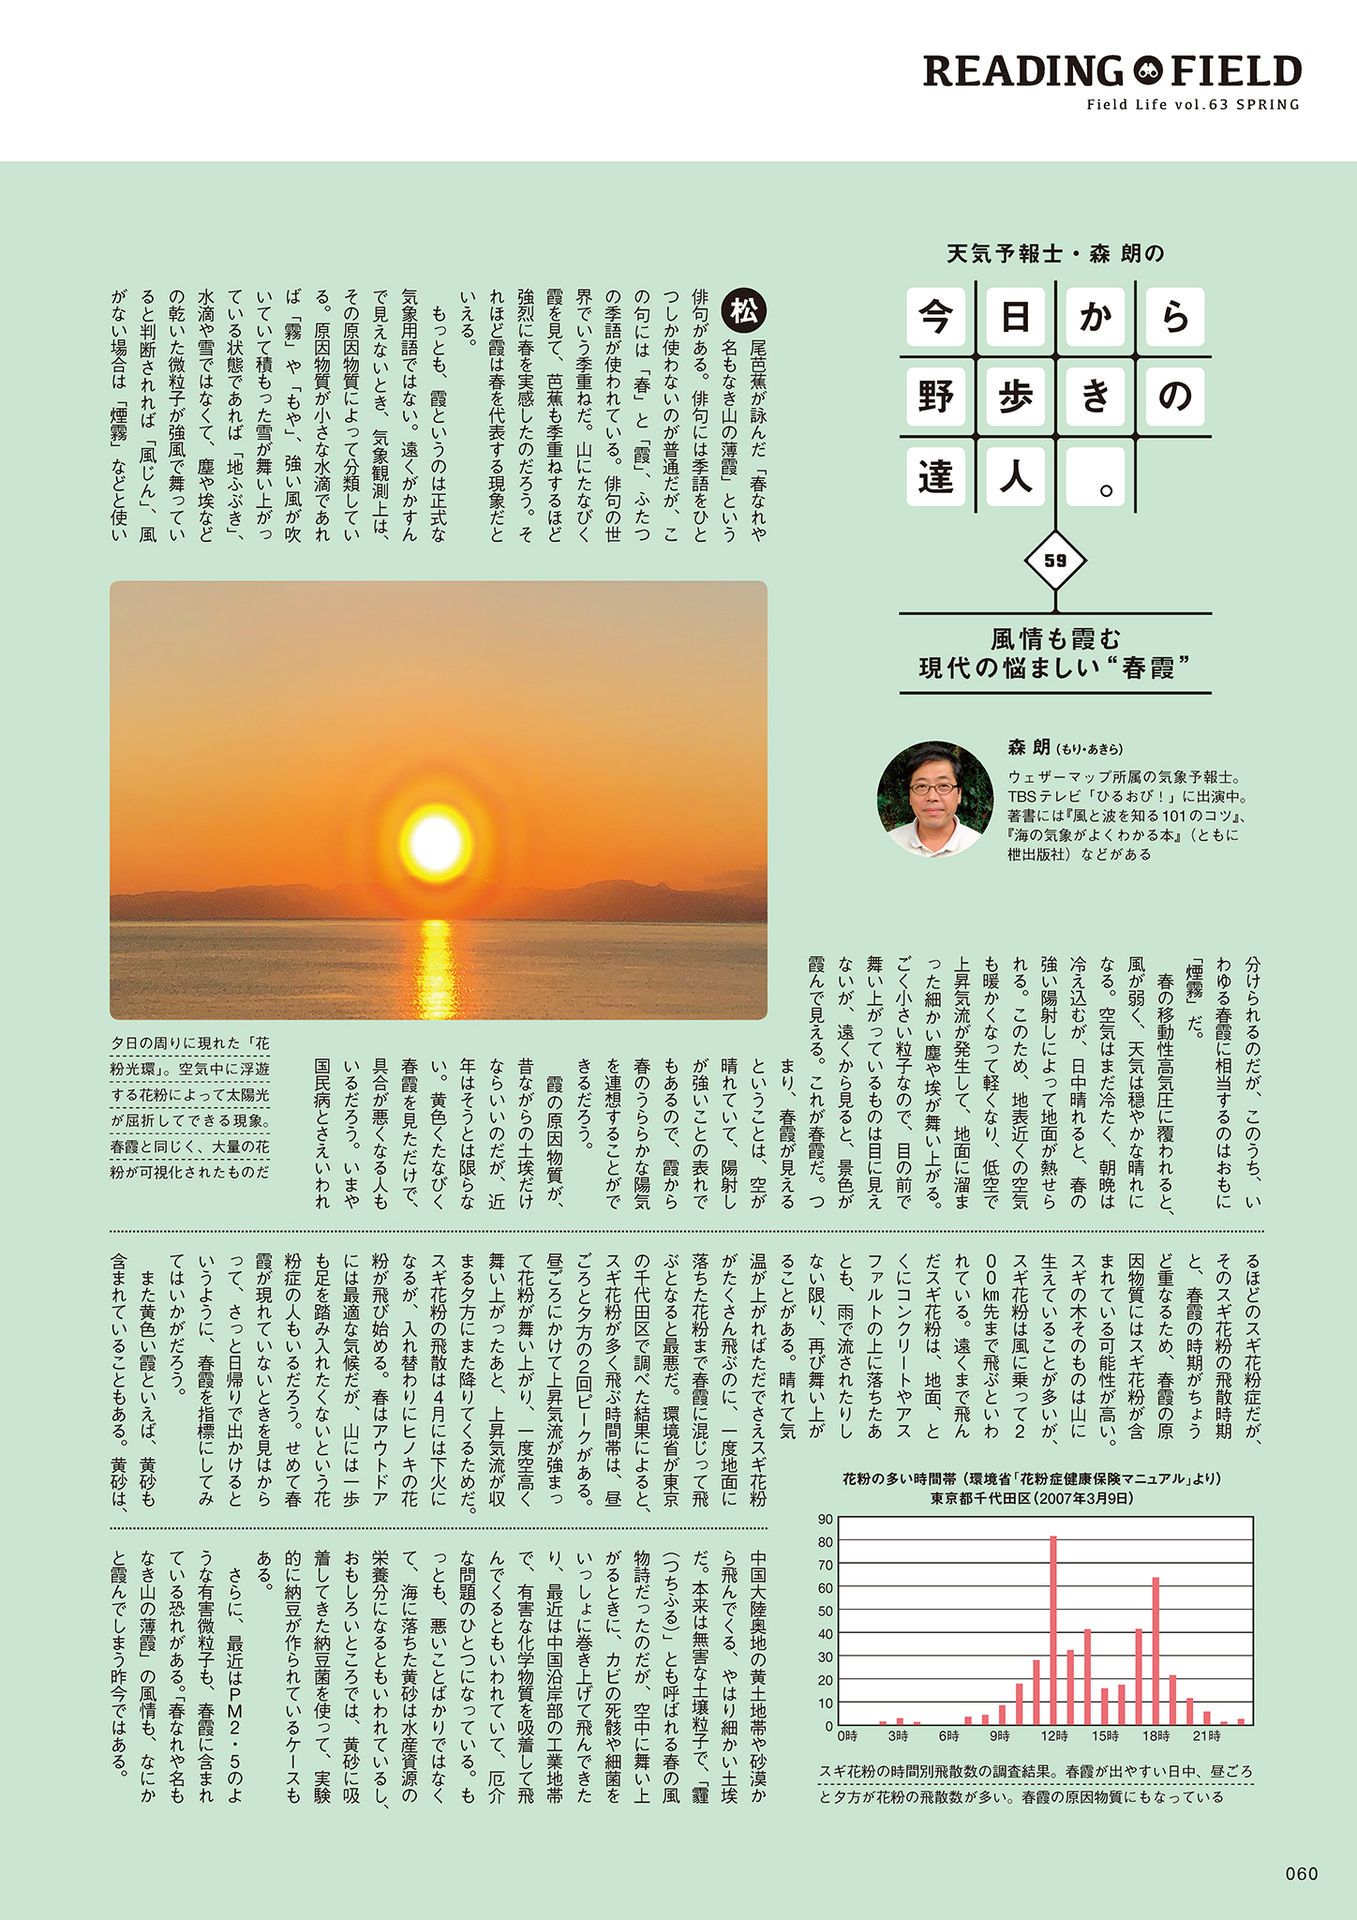 READING FIELD
Field Life vol.63 SPRING
天気予報士・森 朗の
今日から
野歩きの
達人。
59
風情も霞む
現代の悩ましい“春霞”
森 朗（もり・あきら）
ウェザーマップ所属の気象予報士。
TBSテレビ「ひるおび！」に出演中。
著書には『風と波を知る101のコツ』、
『海の気象がよくわかる本』（ともに
枻出版社）などがある
松尾芭蕉が詠んだ「春なれや
名もなき山の薄霞」という
俳句がある。俳句には季語をひと
つしか使わないのが普通だが、こ
の句には「春」と「霞」、ふたつ
の季語が使われている。俳句の世
界でいう季重ねだ。山にたなびく
霞を見て、芭蕉も季重ねするほど
強烈に春を実感したのだろう。そ
れほど霞は春を代表する現象だと
いえる。
もっとも、霞というのは正式な
気象用語ではない。遠くがかすん
で見えないとき、気象観測上は、
その原因物質によって分類してい
る。原因物質が小さな水滴であれ
ば「霧」や「もや」、強い風が吹
いていて積もった雪が舞い上がっ
ている状態であれば「地ふぶき」、
水滴や雪ではなくて、塵や埃など
の乾いた微粒子が強風で舞ってい
ると判断されれば「風じん」、風
がない場合は「煙霧」などと使い
分けられるのだが、このうち、い
わゆる春霞に相当するのはおもに
「煙霧」だ。
春の移動性高気圧に覆われると、
風が弱く、天気は穏やかな晴れに
なる。空気はまだ冷たく、朝晩は
冷え込むが、日中晴れると、春の
強い陽射しによって地面が熱せら
れる。このため、地表近くの空気
も暖かくなって軽くなり、低空で
上昇気流が発生して、地面に溜ま
った細かい塵や埃が舞い上がる。
ごく小さい粒子なので、目の前で
舞い上がっているものは目に見え
ないが、遠くから見ると、景色が
霞んで見える。これが春霞だ。つ
まり、春霞が見える
ということは、空が
晴れていて、陽射し
が強いことの表れで
もあるので、霞から
春のうららかな陽気
を連想することがで
きるだろう。
霞の原因物質が、
昔ながらの土埃だけ
ならいいのだが、近
年はそうとは限らな
い。黄色くたなびく
春霞を見ただけで、
具合が悪くなる人も
いるだろう。いまや
国民病とさえいわれ
夕日の周りに現れた「花
粉光環」。空気中に浮遊
する花粉によって太陽光
が屈折してできる現象。
春霞と同じく、大量の花
粉が可視化されたものだ
るほどのスギ花粉症だが、
そのスギ花粉の飛散時期
と、春霞の時期がちょう
ど重なるため、春霞の原
因物質にはスギ花粉が含
まれている可能性が高い。
スギの木そのものは山に
生えていることが多いが、
スギ花粉は風に乗って2
00km先まで飛ぶといわ
れている。遠くまで飛ん
だスギ花粉は、地面、と
くにコンクリートやアス
ファルトの上に落ちたあ
とも、雨で流されたりし
ない限り、再び舞い上が
ることがある。晴れて気
温が上がればただでさえスギ花粉
がたくさん飛ぶのに、一度地面に
落ちた花粉まで春霞に混じって飛
ぶとなると最悪だ。環境省が東京
の千代田区で調べた結果によると、
スギ花粉が多く飛ぶ時間帯は、昼
ごろと夕方の2回ピークがある。
昼ごろにかけて上昇気流が強まっ
て花粉が舞い上がり、一度空高く
舞い上がったあと、上昇気流が収
まる夕方にまた降りてくるためだ。
スギ花粉の飛散は4月には下火に
なるが、入れ替わりにヒノキの花
粉が飛び始める。春はアウトドア
には最適な気候だが、山には一歩
も足を踏み入れたくないという花
粉症の人もいるだろう。せめて春
霞が現れていないときを見はから
って、さっと日帰りで出かけると
いうように、春霞を指標にしてみ
てはいかがだろう。
また黄色い霞といえば、黄砂も
含まれていることもある。黄砂は、
花粉の多い時間帯（環境省「花粉症健康保険マニュアル」より）
東京都千代田区（2007年3月9日）
90
80
70
60
50
40
30
20
10
0
0時 3時 6時 9時 12時 15時 18時 21時
スギ花粉の時間別飛散数の調査結果。春霞が出やすい日中、昼ごろ
と夕方が花粉の飛散数が多い。春霞の原因物質にもなっている
中国大陸奥地の黄土地帯や砂漠か
ら飛んでくる、やはり細かい土埃
だ。本来は無害な土壌粒子で、「霾
（つちふる）」とも呼ばれる春の風
物詩だったのだが、空中に舞い上
がるときに、カビの死骸や細菌を
いっしょに巻き上げて飛んできた
り、最近は中国沿岸部の工業地帯
で、有害な化学物質を吸着して飛
んでくるともいわれていて、厄介
な問題のひとつになっている。も
っとも、悪いことばかりではなく
て、海に落ちた黄砂は水産資源の
栄養分になるともいわれているし、
おもしろいところでは、黄砂に吸
着してきた納豆菌を使って、実験
的に納豆が作られているケースも
ある。
さらに、最近はPM2・5のよ
うな有害微粒子も、春霞に含まれ
ている恐れがある。「春なれや名も
なき山の薄霞」の風情も、なにか
と霞んでしまう昨今ではある。
060